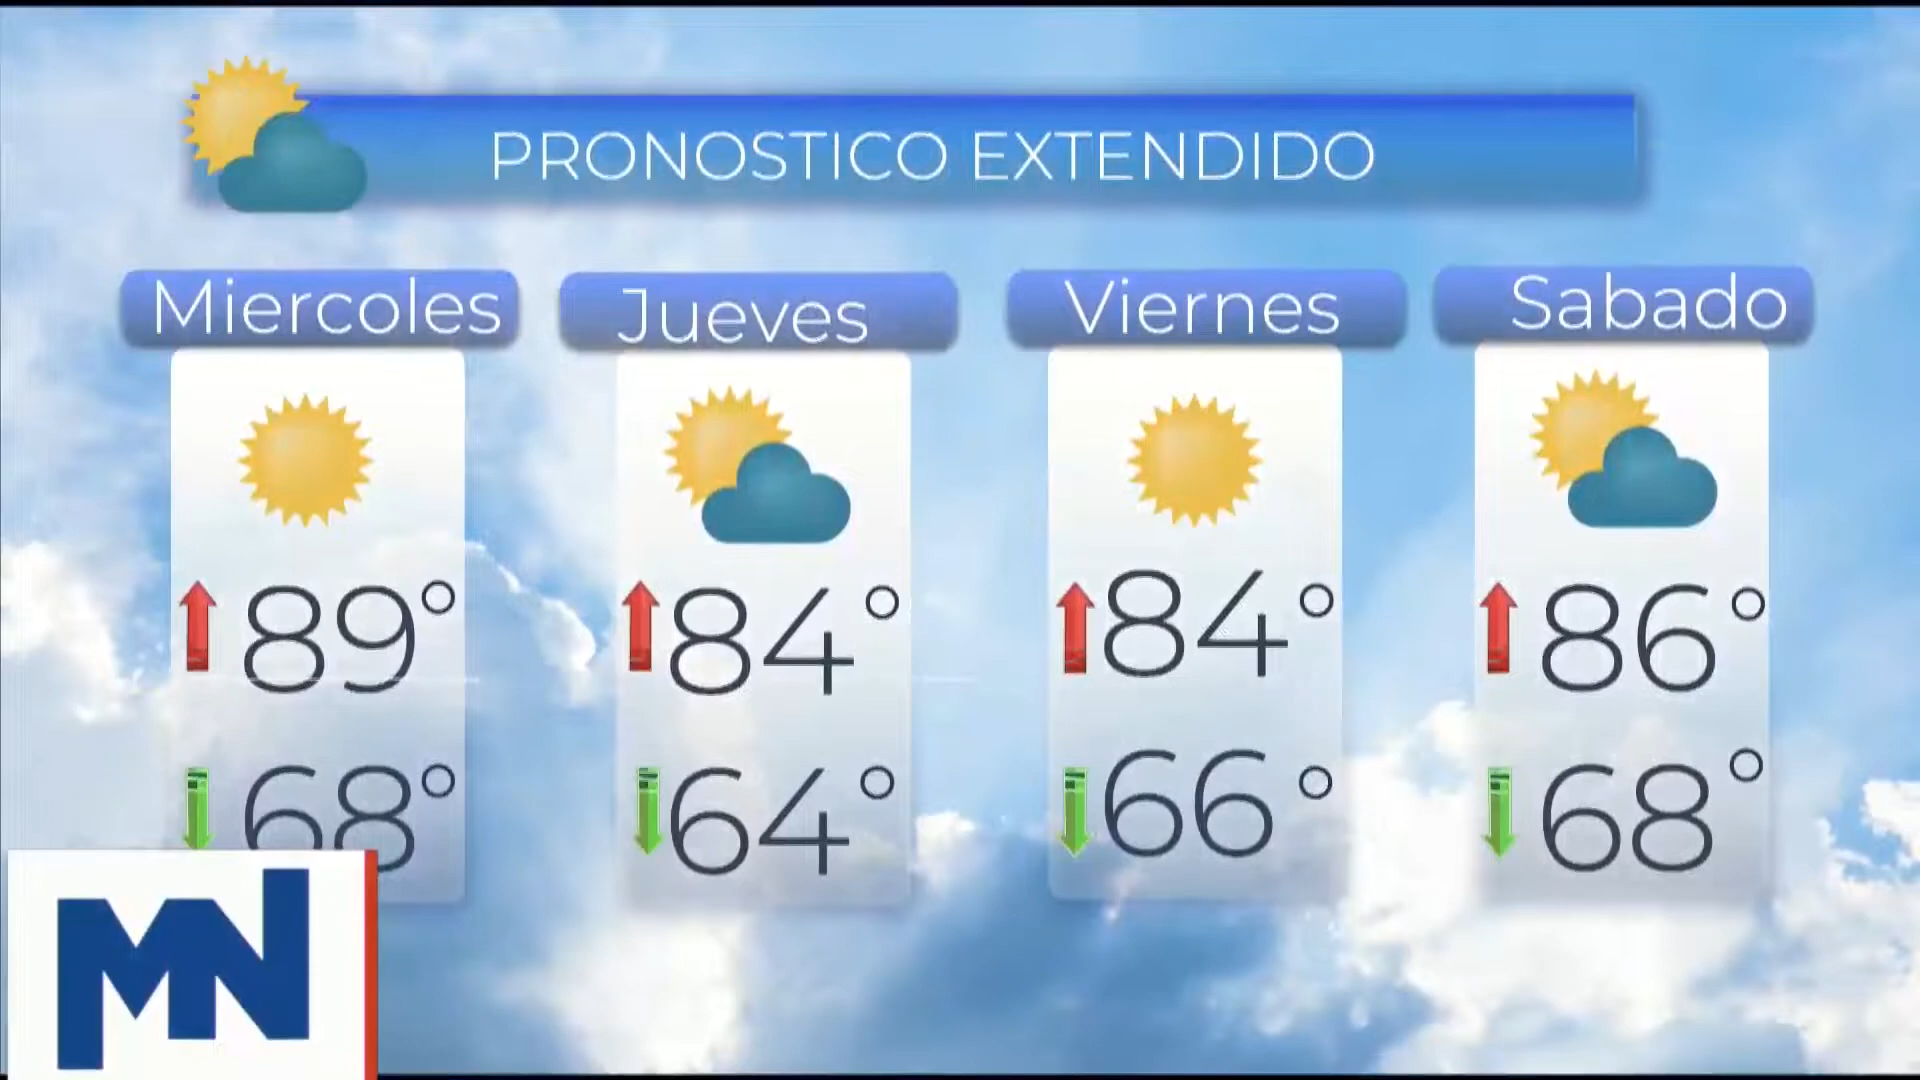 PRONOSTICO EXTENDIDO
Miercoles Jueves Viernes Sabado
89° 84° 84° 86°
68° 64° 66° 68°
MN